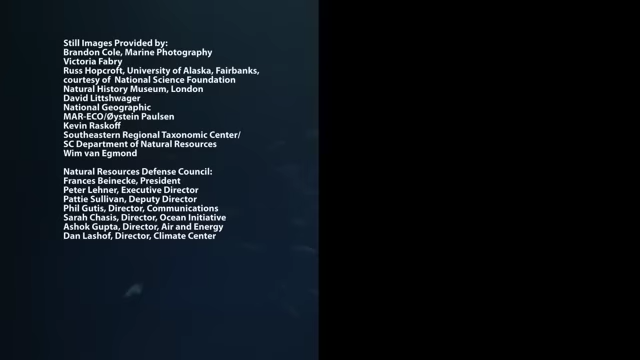 Still Images Provided by:
Brandon Cole, Marine Photography
Victoria Fabry
Russ Hopcroft, University of Alaska, Fairbanks,
courtesy of National Science Foundation
Natural History Museum, London
David Littshwager
National Geographic
MAR-ECO/Øystein Paulsen
Kevin Raskoff
Southeastern Regional Taxonomic Center/
SC Department of Natural Resources
Wim van Egmond
Natural Resources Defense Council:
Frances Beinecke, President
Peter Lehner, Executive Director
Pattie Sullivan, Deputy Director
Phil Gutis, Director, Communications
Sarah Chasis, Director, Ocean Initiative
Ashok Gupta, Director, Air and Energy
Dan Lashof, Director, Climate Center